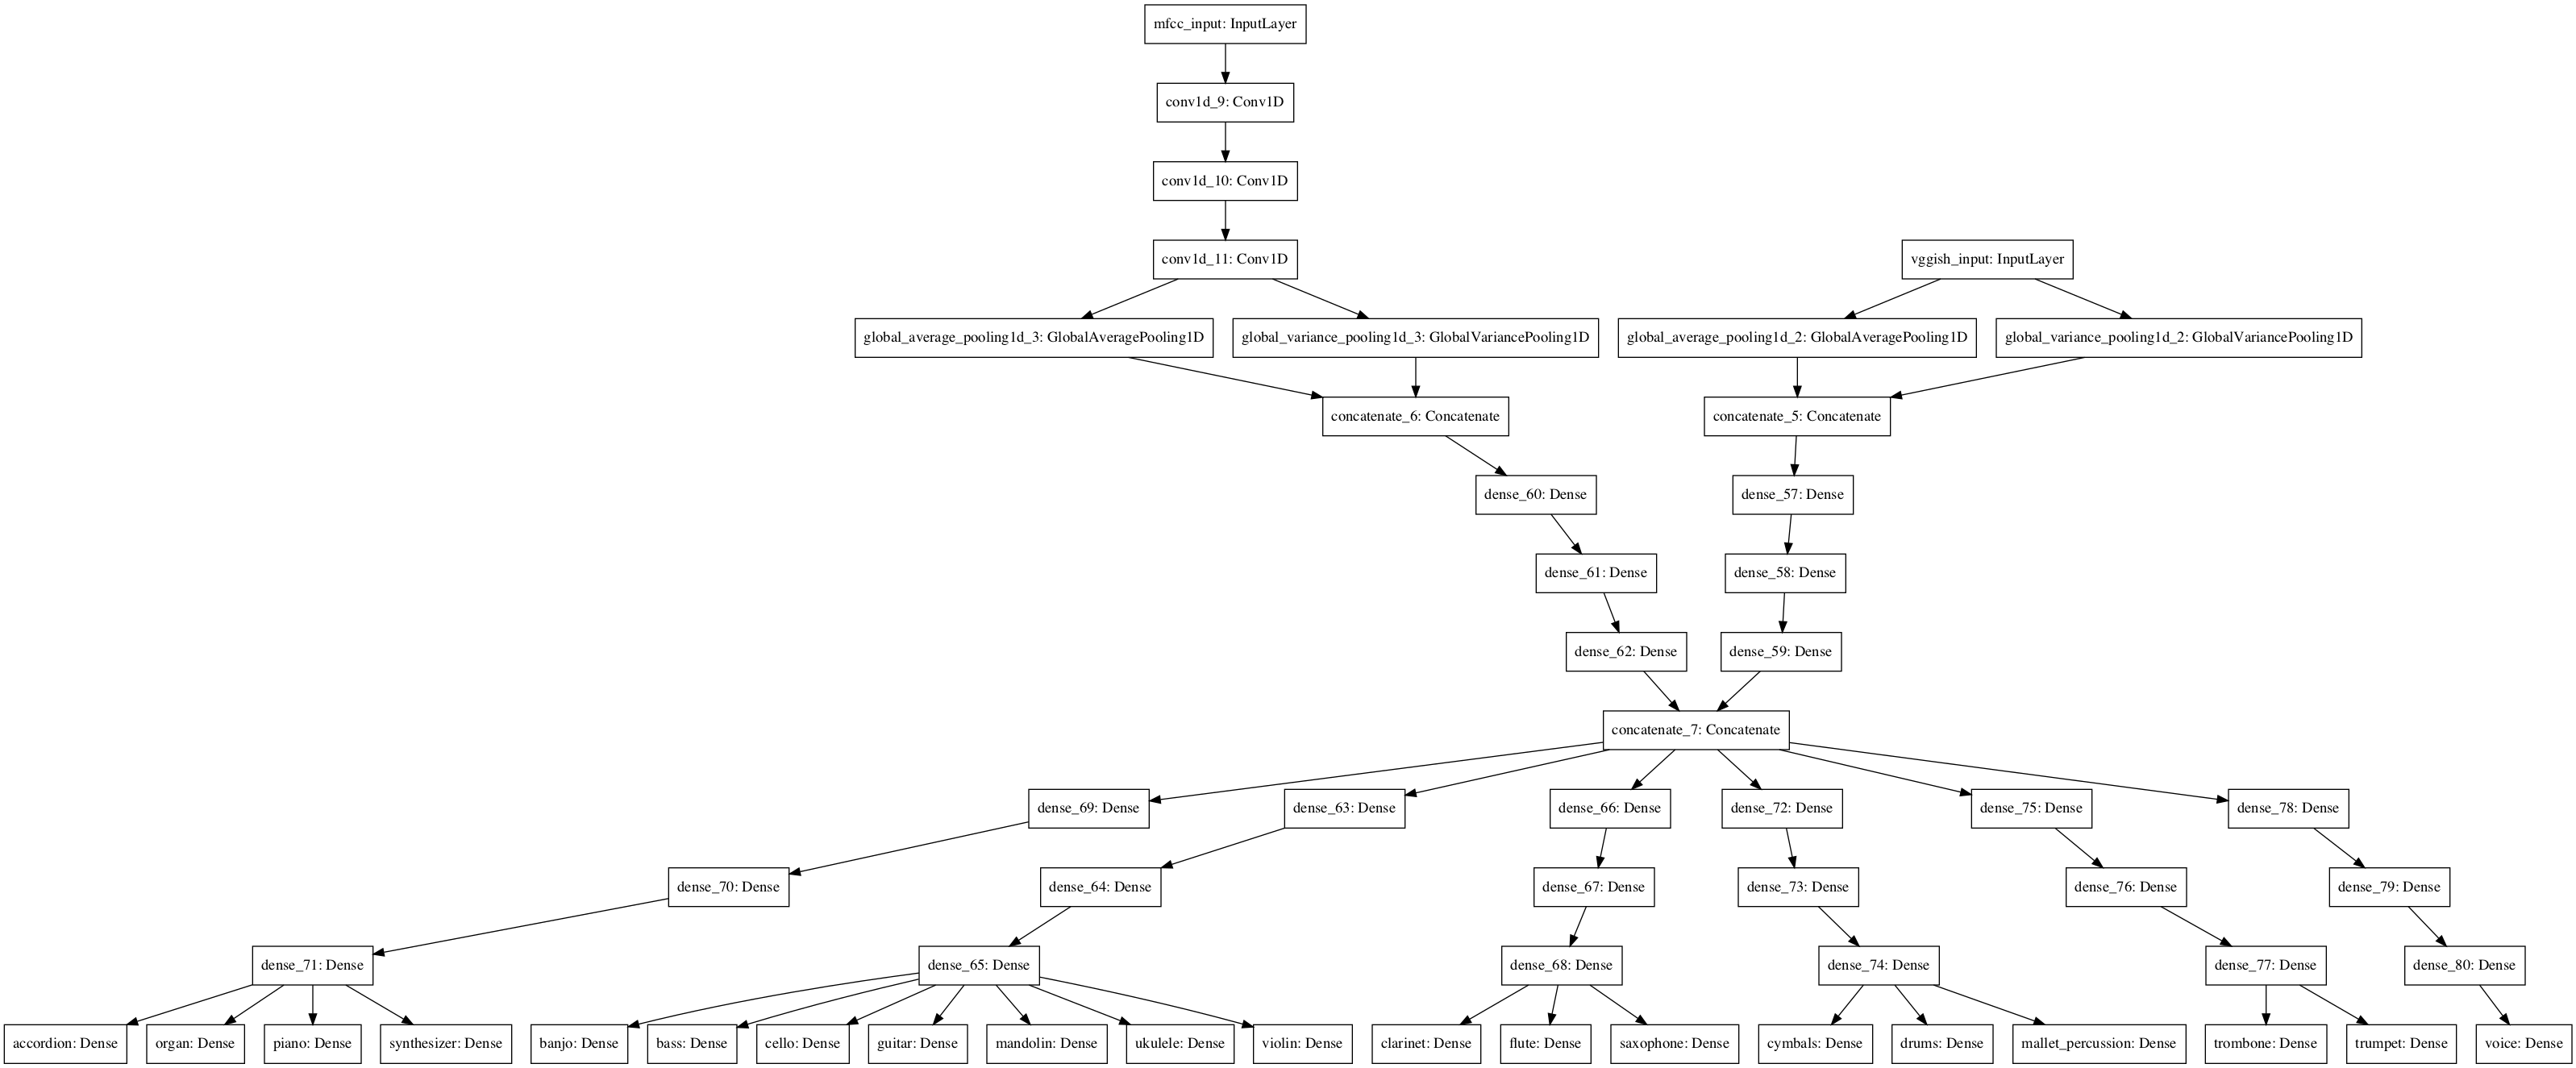 mfcc_input: InputLayer
conv1d_9: Conv1D
conv1d_10: Conv1D
conv1d_11: Conv1D
vggish_input: InputLayer
global_average_pooling1d_3: GlobalAveragePooling1D
global_variance_pooling1d_3: GlobalVariancePooling1D
global_average_pooling1d_2: GlobalAveragePooling1D
global_variance_pooling1d_2: GlobalVariancePooling1D
concatenate_6: Concatenate
concatenate_5: Concatenate
dense_60: Dense
dense_57: Dense
dense_61: Dense
dense_58: Dense
dense_62: Dense
dense_59: Dense
concatenate_7: Concatenate
dense_69: Dense
dense_63: Dense
dense_66: Dense
dense_72: Dense
dense_75: Dense
dense_78: Dense
dense_70: Dense
dense_64: Dense
dense_67: Dense
dense_73: Dense
dense_76: Dense
dense_79: Dense
dense_71: Dense
dense_65: Dense
dense_68: Dense
dense_74: Dense
dense_77: Dense
dense_80: Dense
accordion: Dense
organ: Dense
piano: Dense
synthesizer: Dense
banjo: Dense
bass: Dense
cello: Dense
guitar: Dense
mandolin: Dense
ukulele: Dense
violin: Dense
clarinet: Dense
flute: Dense
saxophone: Dense
cymbals: Dense
drums: Dense
mallet_percussion: Dense
trombone: Dense
trumpet: Dense
voice: Dense